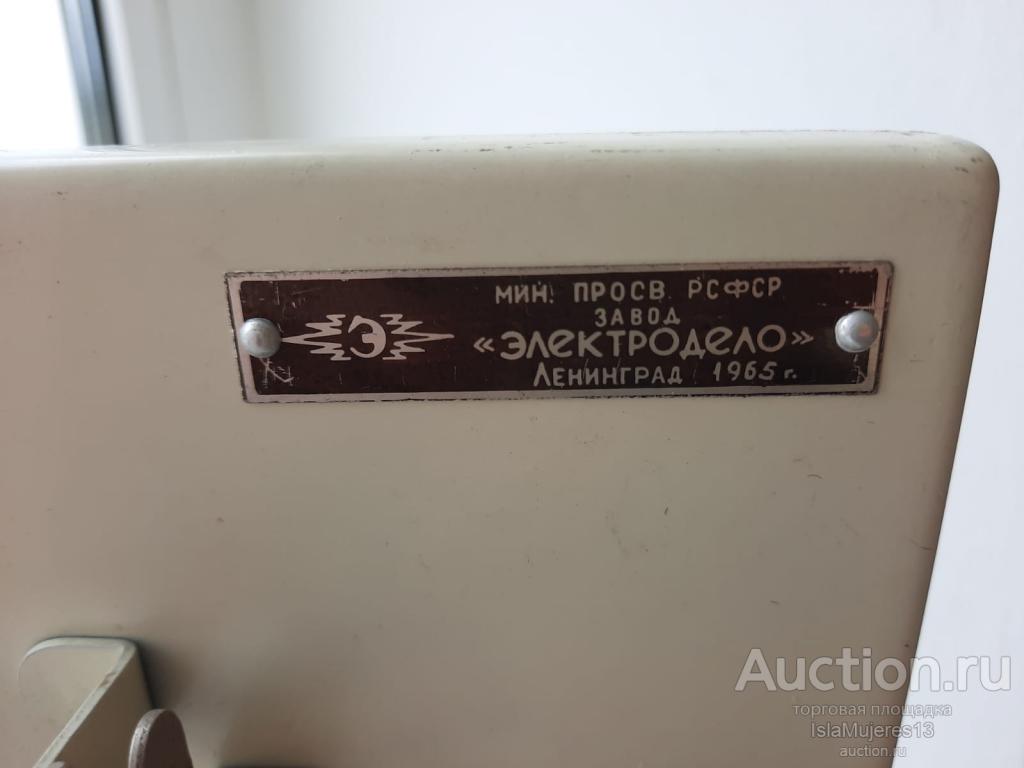 МИН. ПРОСВ. РСФСР
ЗАВОД
Э
«ЭЛЕКТРОДЕЛО»
ЛЕНИНГРАД 1965 г.
Auction.ru
торговая площадка
IslaMujeres13
auction.ru